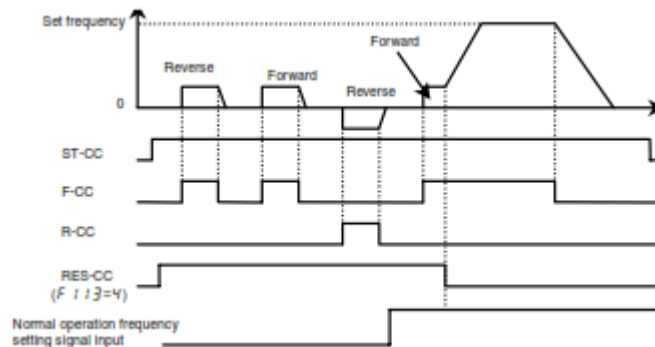 Set frequency
Forward
Reverse
Forward
Reverse
0
ST-CC
F-CC
R-CC
RES-CC
(F 113=4)
Normal operation frequency
setting signal input